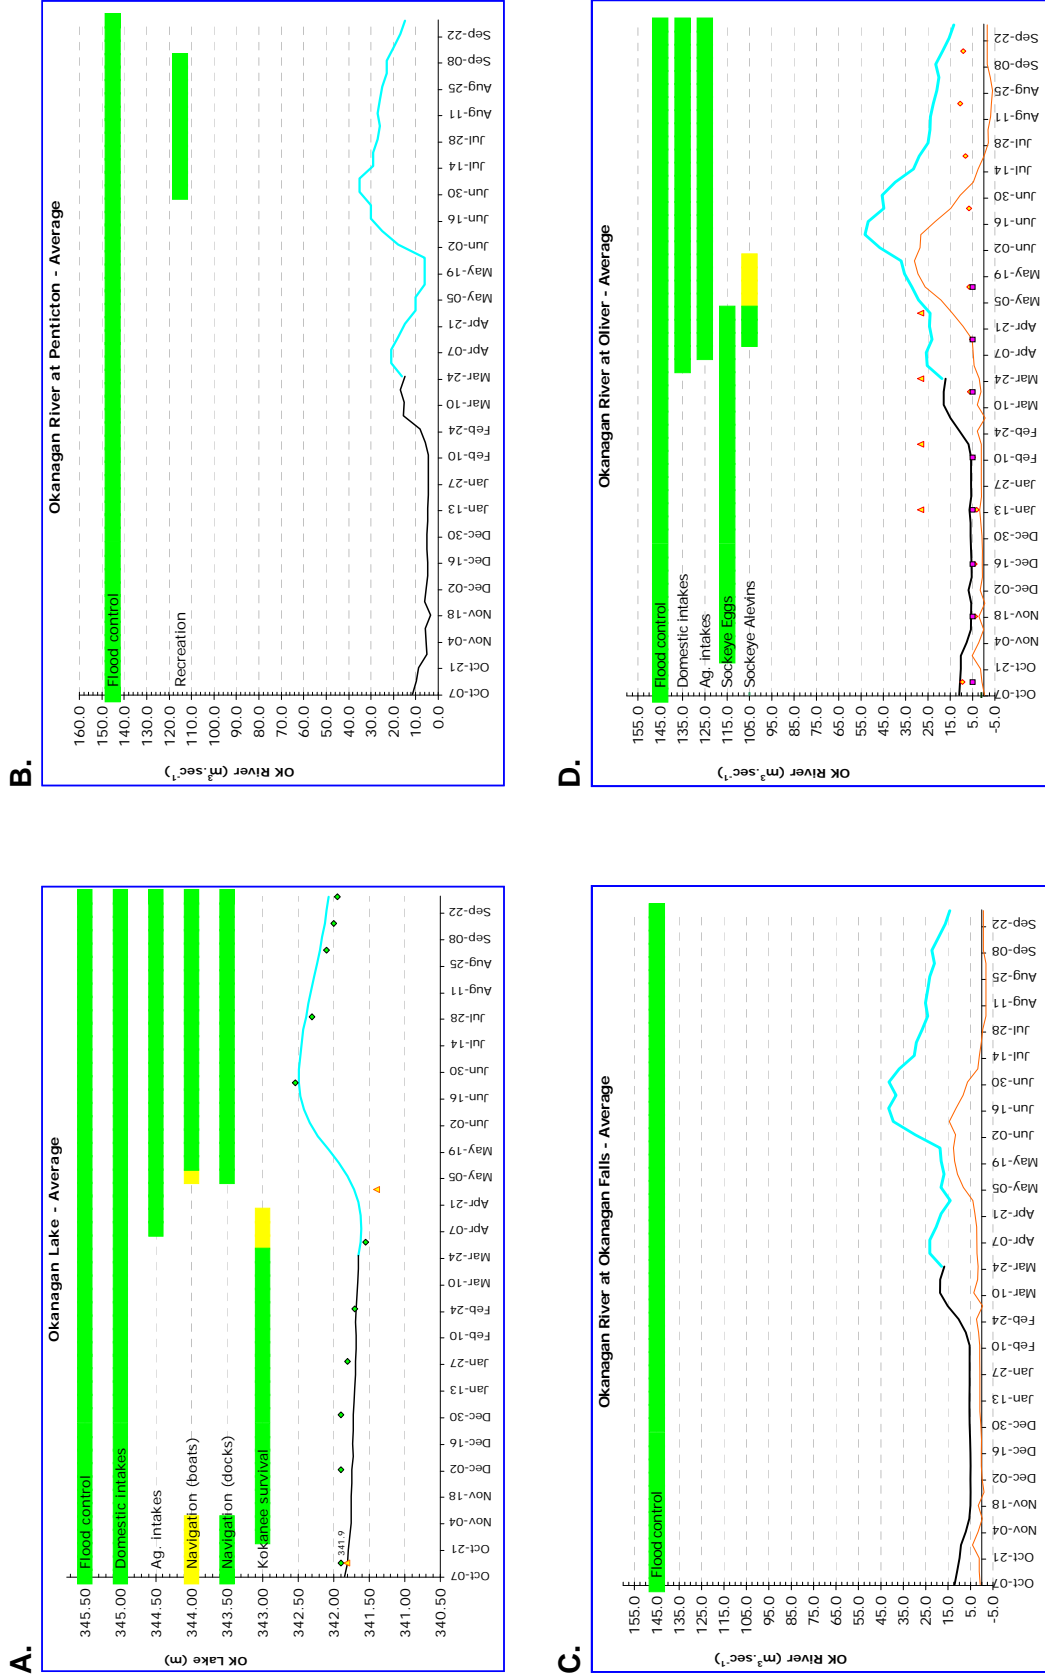 A.
Okanagan Lake - Average
OK Lake (m)
345.50
345.00
344.50
344.00
343.50
343.00
342.50
342.00
341.50
341.00
340.50
Flood control
Domestic intakes
Ag. intakes
Navigation (boats)
Navigation (docks)
Kokanee survival
341.9
Oct-07
Oct-21
Nov-04
Nov-18
Dec-02
Dec-16
Dec-30
Jan-13
Jan-27
Feb-10
Feb-24
Mar-10
Mar-24
Apr-07
Apr-21
May-05
May-19
Jun-02
Jun-16
Jun-30
Jul-14
Jul-28
Aug-11
Aug-25
Sep-08
Sep-22
B.
Okanagan River at Penticton - Average
OK River (m³.sec⁻¹)
160.0
150.0
140.0
130.0
120.0
110.0
100.0
90.0
80.0
70.0
60.0
50.0
40.0
30.0
20.0
10.0
0.0
Flood control
Recreation
Oct-07
Oct-21
Nov-04
Nov-18
Dec-02
Dec-16
Dec-30
Jan-13
Jan-27
Feb-10
Feb-24
Mar-10
Mar-24
Apr-07
Apr-21
May-05
May-19
Jun-02
Jun-16
Jun-30
Jul-14
Jul-28
Aug-11
Aug-25
Sep-08
Sep-22
C.
Okanagan River at Okanagan Falls - Average
OK River (m³.sec⁻¹)
155.0
145.0
135.0
125.0
115.0
105.0
95.0
85.0
75.0
65.0
55.0
45.0
35.0
25.0
15.0
5.0
-5.0
Flood control
Oct-07
Oct-21
Nov-04
Nov-18
Dec-02
Dec-16
Dec-30
Jan-13
Jan-27
Feb-10
Feb-24
Mar-10
Mar-24
Apr-07
Apr-21
May-05
May-19
Jun-02
Jun-16
Jun-30
Jul-14
Jul-28
Aug-11
Aug-25
Sep-08
Sep-22
D.
Okanagan River at Oliver - Average
OK River (m³.sec⁻¹)
155.0
145.0
135.0
125.0
115.0
105.0
95.0
85.0
75.0
65.0
55.0
45.0
35.0
25.0
15.0
5.0
-5.0
Flood control
Domestic intakes
Ag. intakes
Sockeye Eggs
Sockeye Alevins
Oct-07
Oct-21
Nov-04
Nov-18
Dec-02
Dec-16
Dec-30
Jan-13
Jan-27
Feb-10
Feb-24
Mar-10
Mar-24
Apr-07
Apr-21
May-05
May-19
Jun-02
Jun-16
Jun-30
Jul-14
Jul-28
Aug-11
Aug-25
Sep-08
Sep-22